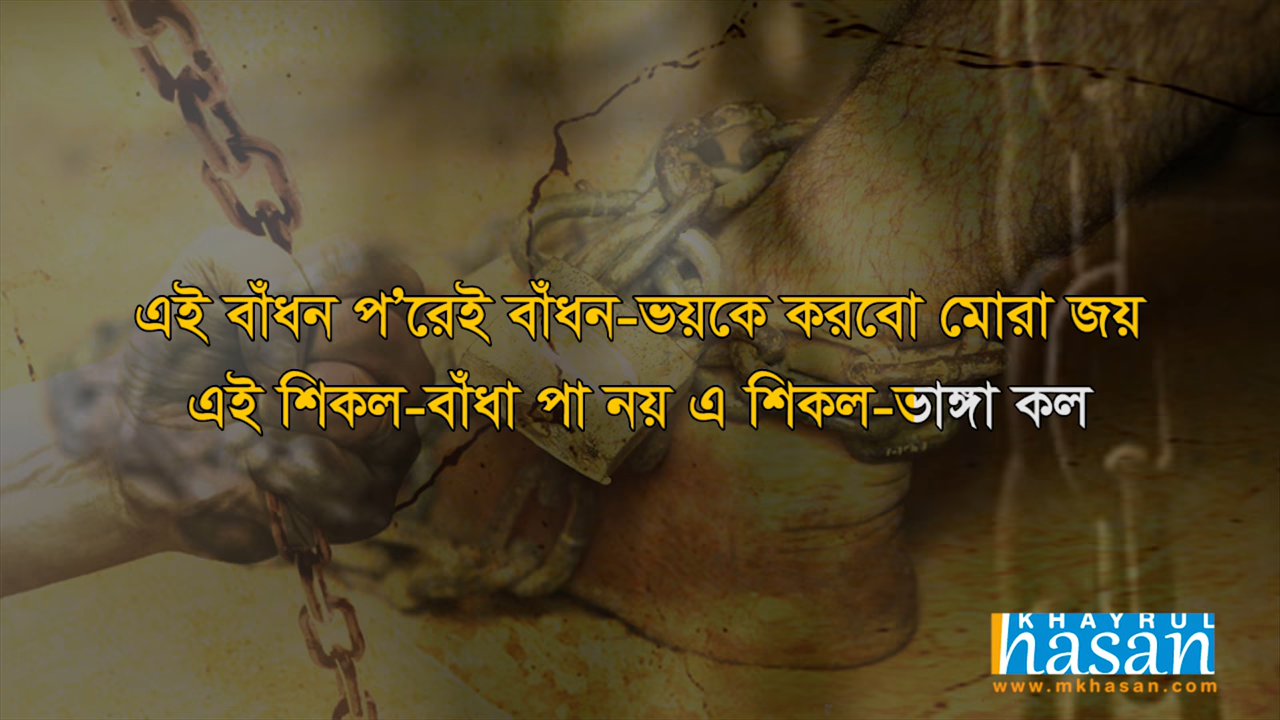 এই বাঁধন প’রেই বাঁধন-ভয়কে করবো মোরা জয়
এই শিকল-বাঁধা পা নয় এ শিকল-ভাঙ্গা কল
KHAYRUL
hasan
www.mkhasan.com